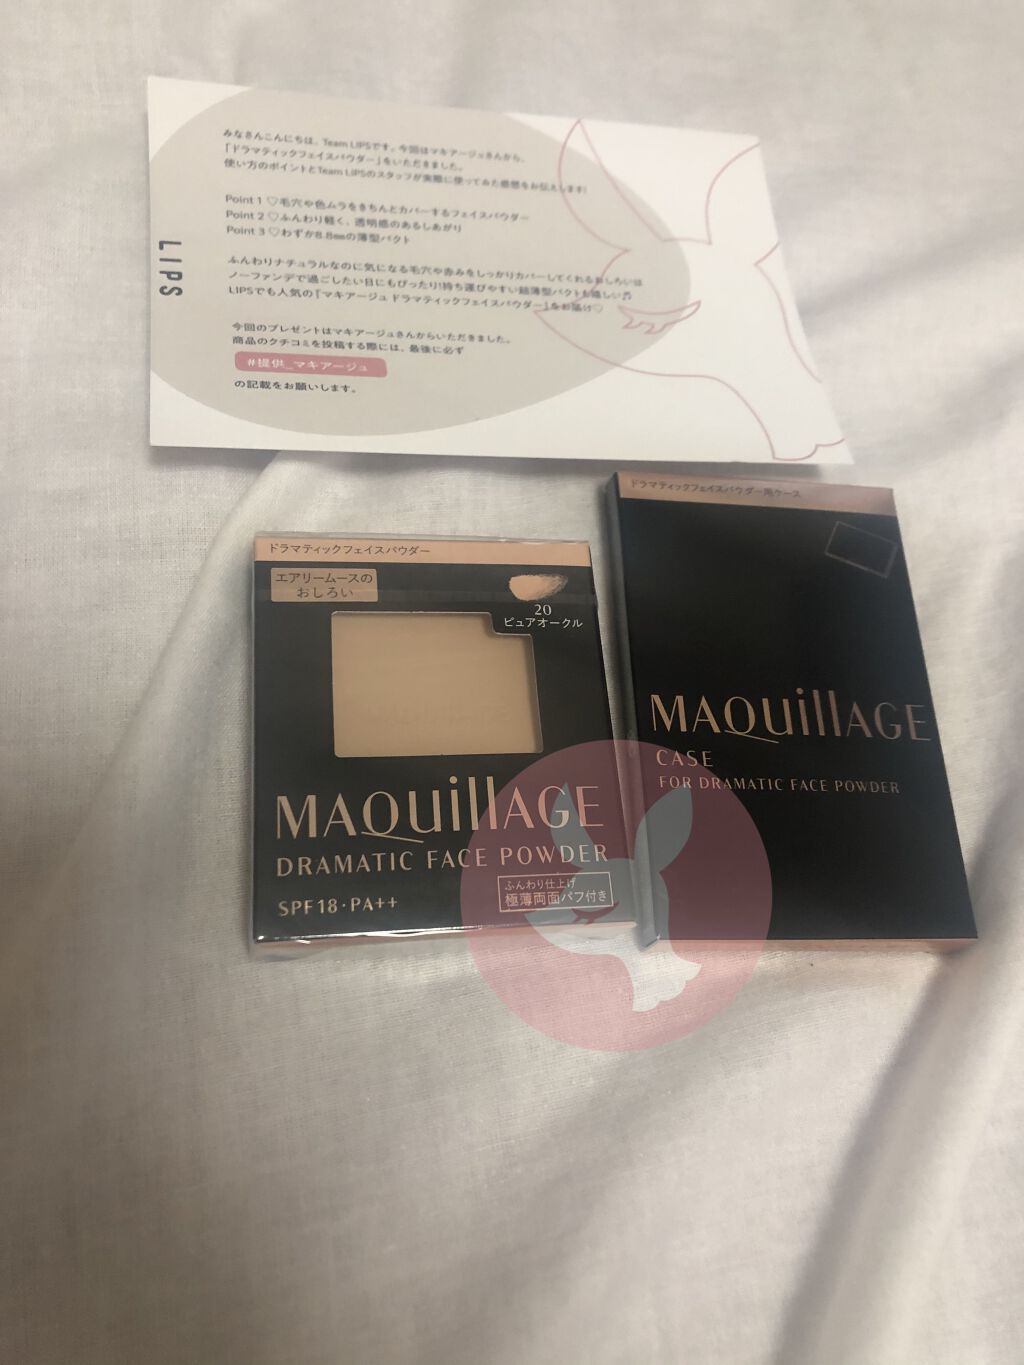 みなさんこんにちは、Team LIPSです。今回はマキアージュさんから、
「ドラマティックフェイスパウダー」をいただきました。
使い方のポイントとTeam LIPSのスタッフが実際に使ってみた感想をお伝えします!
Point 1 ♡毛穴や色ムラをきちんとカバーするフェイスパウダー
Point 2 ♡ふんわり軽く、透明感のあるしあがり
Point 3 ♡わずか8.8mmの薄型パクト
ふんわりナチュラルなのに気になる毛穴や赤みをしっかりカバーしてくれるおしろいは
ノーファンデで過ごしたい日にもぴったり!持ち運びやすい超薄型パクトも嬉しい♬
LIPSでも人気の『マキアージュ ドラマティックフェイスパウダー』をお届け♡
今回のプレゼントはマキアージュさんからいただきました。
商品のクチコミを投稿する際には、最後に必ず
#提供_マキアージュ
の記載をお願いします。
LIPS
ドラマティックフェイスパウダー
エアリームースの
おしろい
20
ピュアオークル
MAQuillAGE
DRAMATIC FACE POWDER
SPF18・PA++
ふんわり仕上げ
極薄両面パフ付き
ドラマティックフェイスパウダー用ケース
MAQuillAGE
CASE
FOR DRAMATIC FACE POWDER